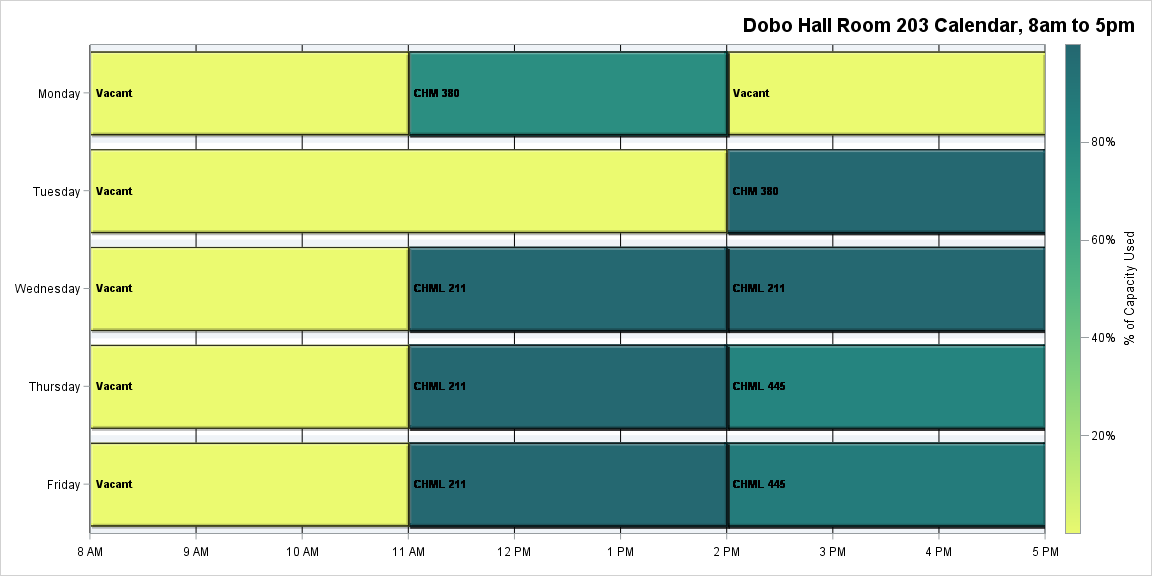 Dobo Hall Room 203 Calendar, 8am to 5pm
Monday
Vacant
CHM 380
Vacant
80%
Tuesday
Vacant
CHM 380
60%
% of Capacity Used
Wednesday
Vacant
CHML 211
CHML 211
40%
Thursday
Vacant
CHML 211
CHML 445
20%
Friday
Vacant
CHML 211
CHML 445
8 AM
9 AM
10 AM
11 AM
12 PM
1 PM
2 PM
3 PM
4 PM
5 PM